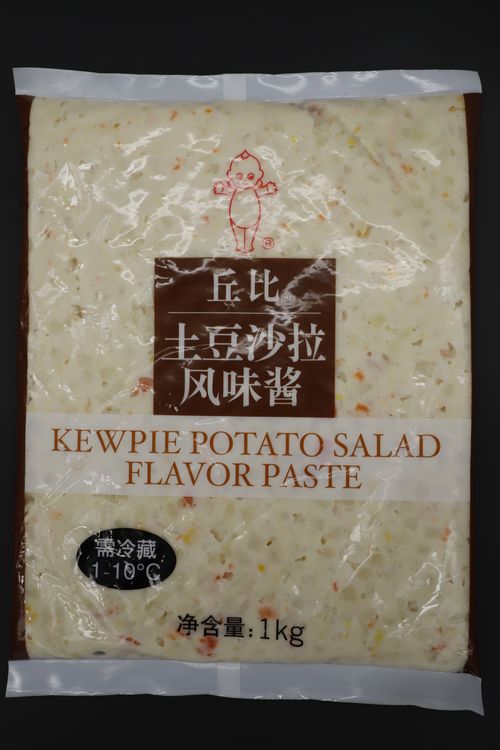 ®
丘比®
土豆沙拉
风味酱
KEWPIE POTATO SALAD
FLAVOR PASTE
需冷藏
1-10°C
净含量:1kg